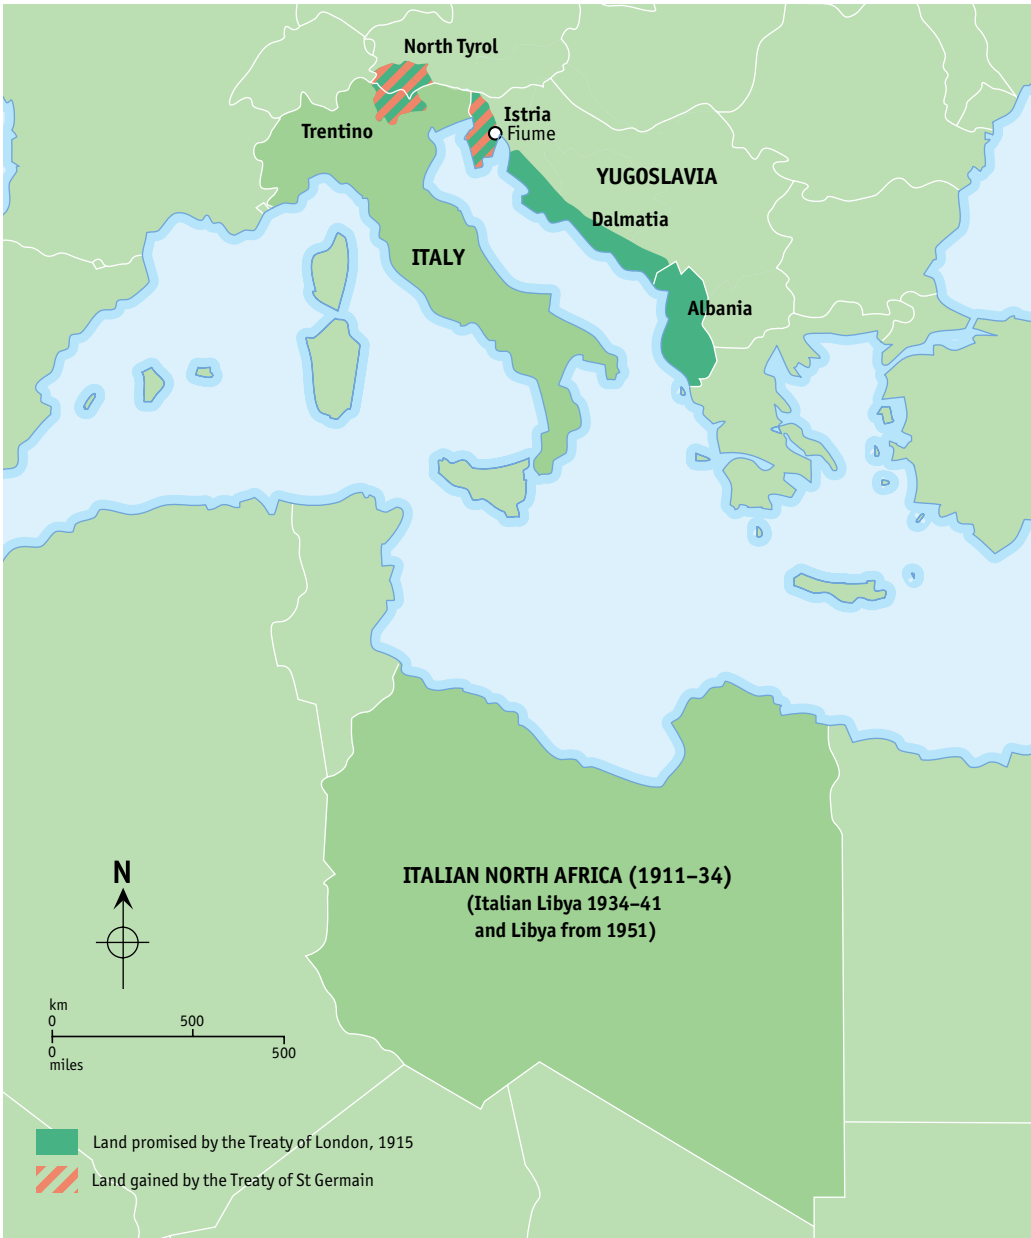 North Tyrol
Trentino
Istria
Fiume
YUGOSLAVIA
Dalmatia
ITALY
Albania
ITALIAN NORTH AFRICA (1911–34)
(Italian Libya 1934–41
and Libya from 1951)
N
km
0 500
0 500
miles
Land promised by the Treaty of London, 1915
Land gained by the Treaty of St Germain